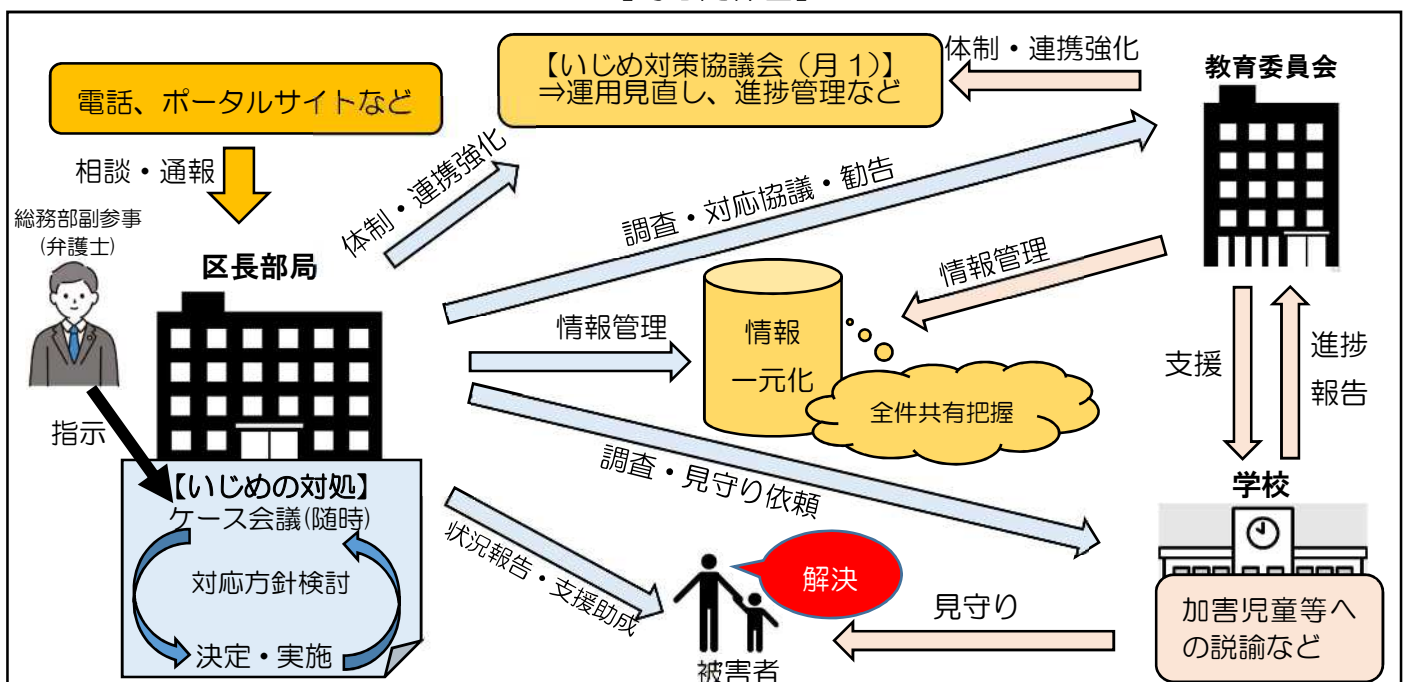 電話、ポータルサイトなど
相談・通報
総務部副参事
(弁護士)
区長部局
指示
【いじめの対処】
ケース会議(随時)
対応方針検討
決定・実施
【いじめ対策協議会（月1）】
⇒運用見直し、進捗管理など
体制・連携強化
体制・連携強化
教育委員会
調査・対応協議・勧告
情報管理
情報管理
情報
一元化
全件共有把握
支援
進捗
報告
調査・見守り依頼
状況報告・支援助成
解決
被害者
見守り
学校
加害児童等へ
の説諭など